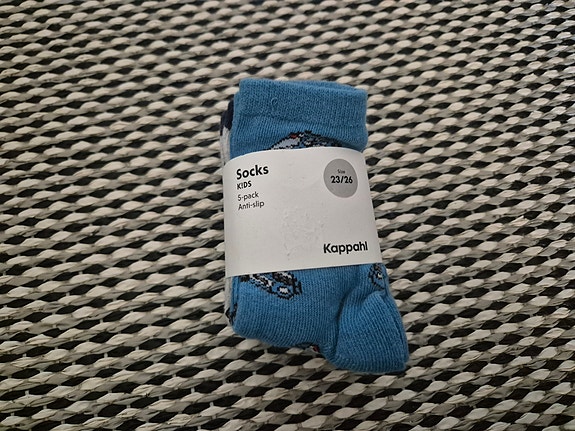 Socks
KIDS
5-pack
Anti-slip
Size
23/26
Kappahl